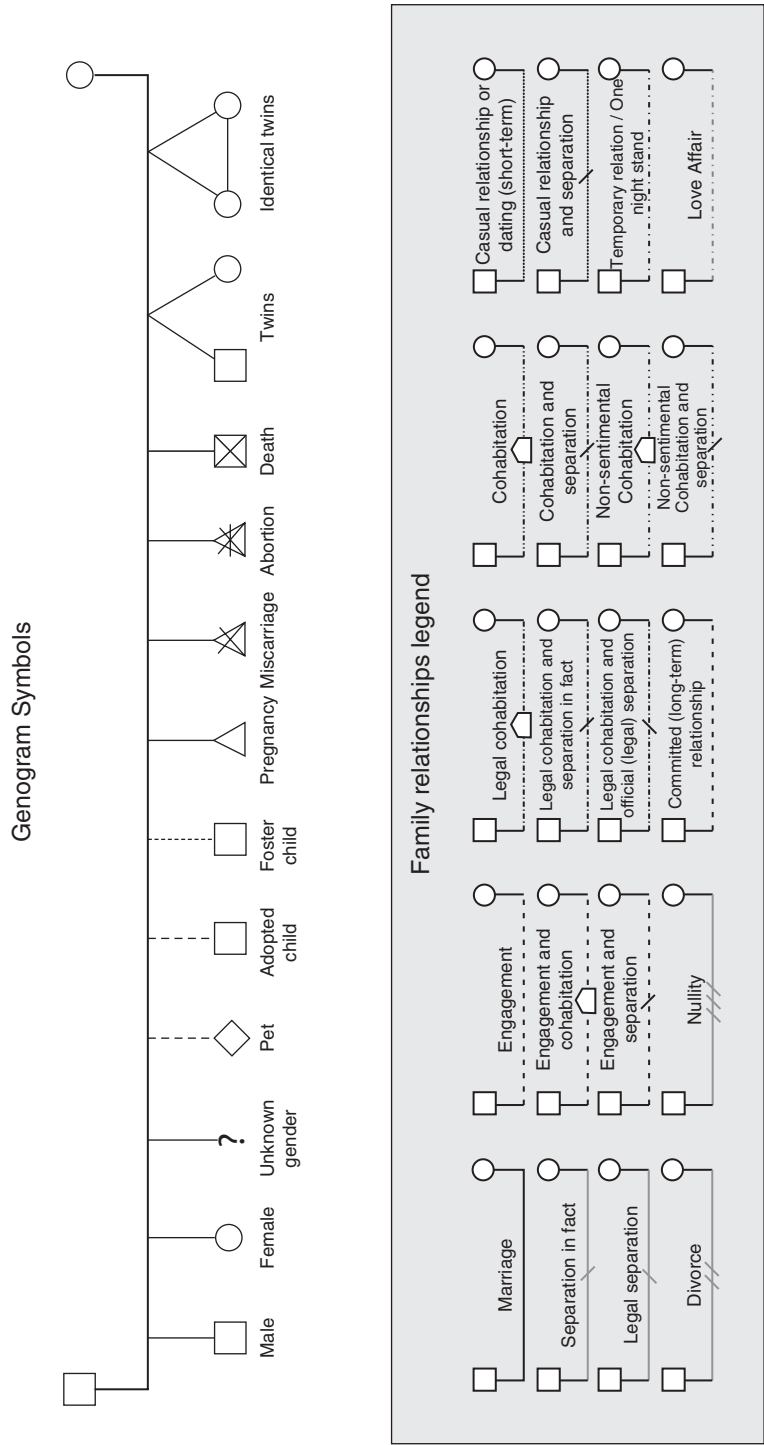 Genogram Symbols
Male
Female
Unknown
gender
?
Pet
Adopted
child
Foster
child
Pregnancy
Miscarriage
Abortion
Death
Twins
Identical twins
Family relationships legend
Marriage
Separation in fact
Legal separation
Divorce
Engagement
Engagement and
cohabitation
Engagement and
separation
Nullity
Legal cohabitation
Legal cohabitation and
separation in fact
Legal cohabitation and
official (legal) separation
Committed (long-term)
relationship
Cohabitation
Cohabitation and
separation
Non-sentimental
Cohabitation
Non-sentimental
Cohabitation and
separation
Casual relationship or
dating (short-term)
Casual relationship
and separation
Temporary relation / One
night stand
Love Affair